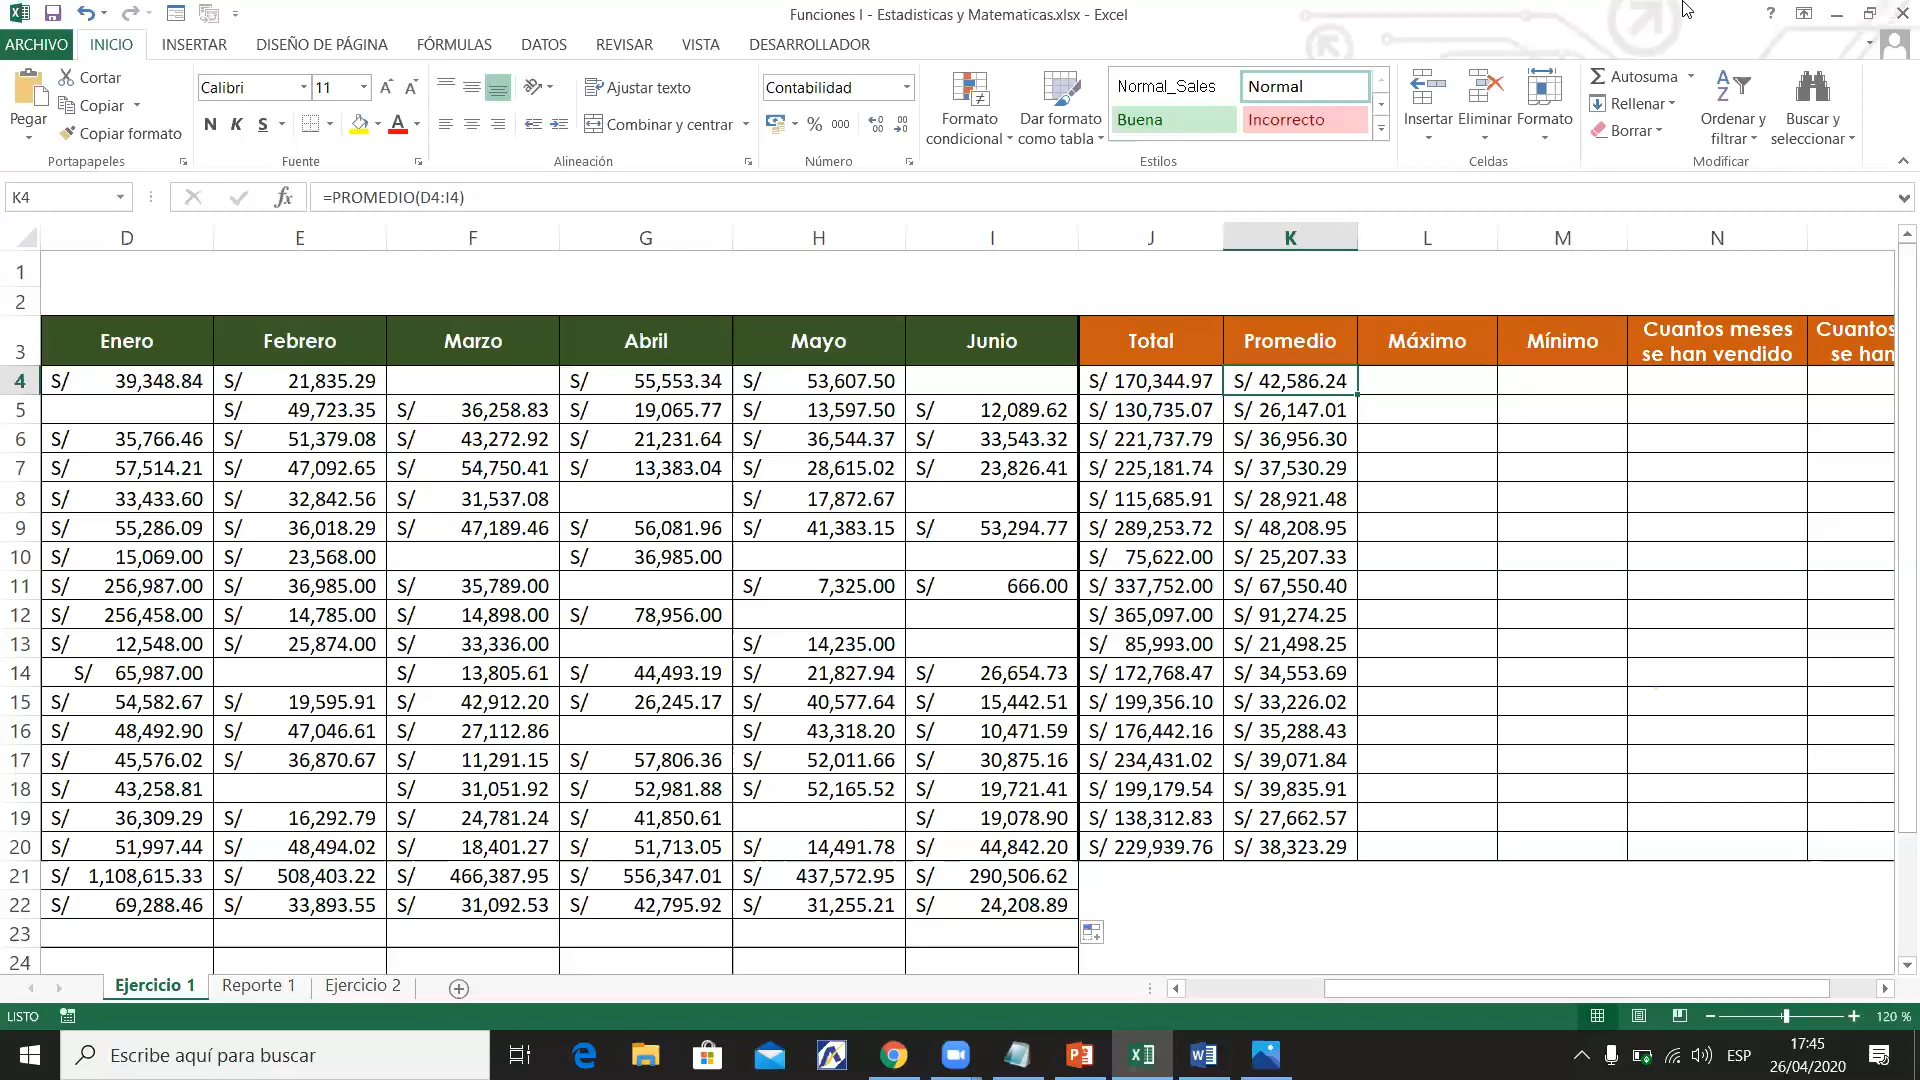 Funciones I - Estadisticas y Matematicas.xlsx - Excel
ARCHIVO INICIO INSERTAR DISEÑO DE PÁGINA FÓRMULAS DATOS REVISAR VISTA DESARROLLADOR
Pegar Cortar Copiar Copiar formato
Portapapeles
Calibri 11
N K S
Fuente
Ajustar texto
Combinar y centrar
Alineación
Contabilidad
% 000
Número
Formato condicional
Dar formato como tabla
Normal_Sales Normal
Buena Incorrecto
Estilos
Insertar Eliminar Formato
Celdas
Autosuma
Rellenar
Borrar
Ordenar y filtrar
Buscar y seleccionar
Modificar
K4 fx =PROMEDIO(D4:I4)
D E F G H I J K L M N
1
2
3 Enero Febrero Marzo Abril Mayo Junio Total Promedio Máximo Mínimo Cuantos meses se han vendido Cuantos se han
4 S/ 39,348.84 S/ 21,835.29 S/ 55,553.34 S/ 53,607.50 S/ 170,344.97 S/ 42,586.24
5 S/ 49,723.35 S/ 36,258.83 S/ 19,065.77 S/ 13,597.50 S/ 12,089.62 S/ 130,735.07 S/ 26,147.01
6 S/ 35,766.46 S/ 51,379.08 S/ 43,272.92 S/ 21,231.64 S/ 36,544.37 S/ 33,543.32 S/ 221,737.79 S/ 36,956.30
7 S/ 57,514.21 S/ 47,092.65 S/ 54,750.41 S/ 13,383.04 S/ 28,615.02 S/ 23,826.41 S/ 225,181.74 S/ 37,530.29
8 S/ 33,433.60 S/ 32,842.56 S/ 31,537.08 S/ 17,872.67 S/ 115,685.91 S/ 28,921.48
9 S/ 55,286.09 S/ 36,018.29 S/ 47,189.46 S/ 56,081.96 S/ 41,383.15 S/ 53,294.77 S/ 289,253.72 S/ 48,208.95
10 S/ 15,069.00 S/ 23,568.00 S/ 36,985.00 S/ 75,622.00 S/ 25,207.33
11 S/ 256,987.00 S/ 36,985.00 S/ 35,789.00 S/ 7,325.00 S/ 666.00 S/ 337,752.00 S/ 67,550.40
12 S/ 256,458.00 S/ 14,785.00 S/ 14,898.00 S/ 78,956.00 S/ 365,097.00 S/ 91,274.25
13 S/ 12,548.00 S/ 25,874.00 S/ 33,336.00 S/ 14,235.00 S/ 85,993.00 S/ 21,498.25
14 S/ 65,987.00 S/ 13,805.61 S/ 44,493.19 S/ 21,827.94 S/ 26,654.73 S/ 172,768.47 S/ 34,553.69
15 S/ 54,582.67 S/ 19,595.91 S/ 42,912.20 S/ 26,245.17 S/ 40,577.64 S/ 15,442.51 S/ 199,356.10 S/ 33,226.02
16 S/ 48,492.90 S/ 47,046.61 S/ 27,112.86 S/ 43,318.20 S/ 10,471.59 S/ 176,442.16 S/ 35,288.43
17 S/ 45,576.02 S/ 36,870.67 S/ 11,291.15 S/ 57,806.36 S/ 52,011.66 S/ 30,875.16 S/ 234,431.02 S/ 39,071.84
18 S/ 43,258.81 S/ 31,051.92 S/ 52,981.88 S/ 52,165.52 S/ 19,721.41 S/ 199,179.54 S/ 39,835.91
19 S/ 36,309.29 S/ 16,292.79 S/ 24,781.24 S/ 41,850.61 S/ 19,078.90 S/ 138,312.83 S/ 27,662.57
20 S/ 51,997.44 S/ 48,494.02 S/ 18,401.27 S/ 51,713.05 S/ 14,491.78 S/ 44,842.20 S/ 229,939.76 S/ 38,323.29
21 S/ 1,108,615.33 S/ 508,403.22 S/ 466,387.95 S/ 556,347.01 S/ 437,572.95 S/ 290,506.62
22 S/ 69,288.46 S/ 33,893.55 S/ 31,092.53 S/ 42,795.92 S/ 31,255.21 S/ 24,208.89
23
24
Ejercicio 1 Reporte 1 Ejercicio 2
LISTO 120 %
Escribe aquí para buscar ESP 17:45
26/04/2020